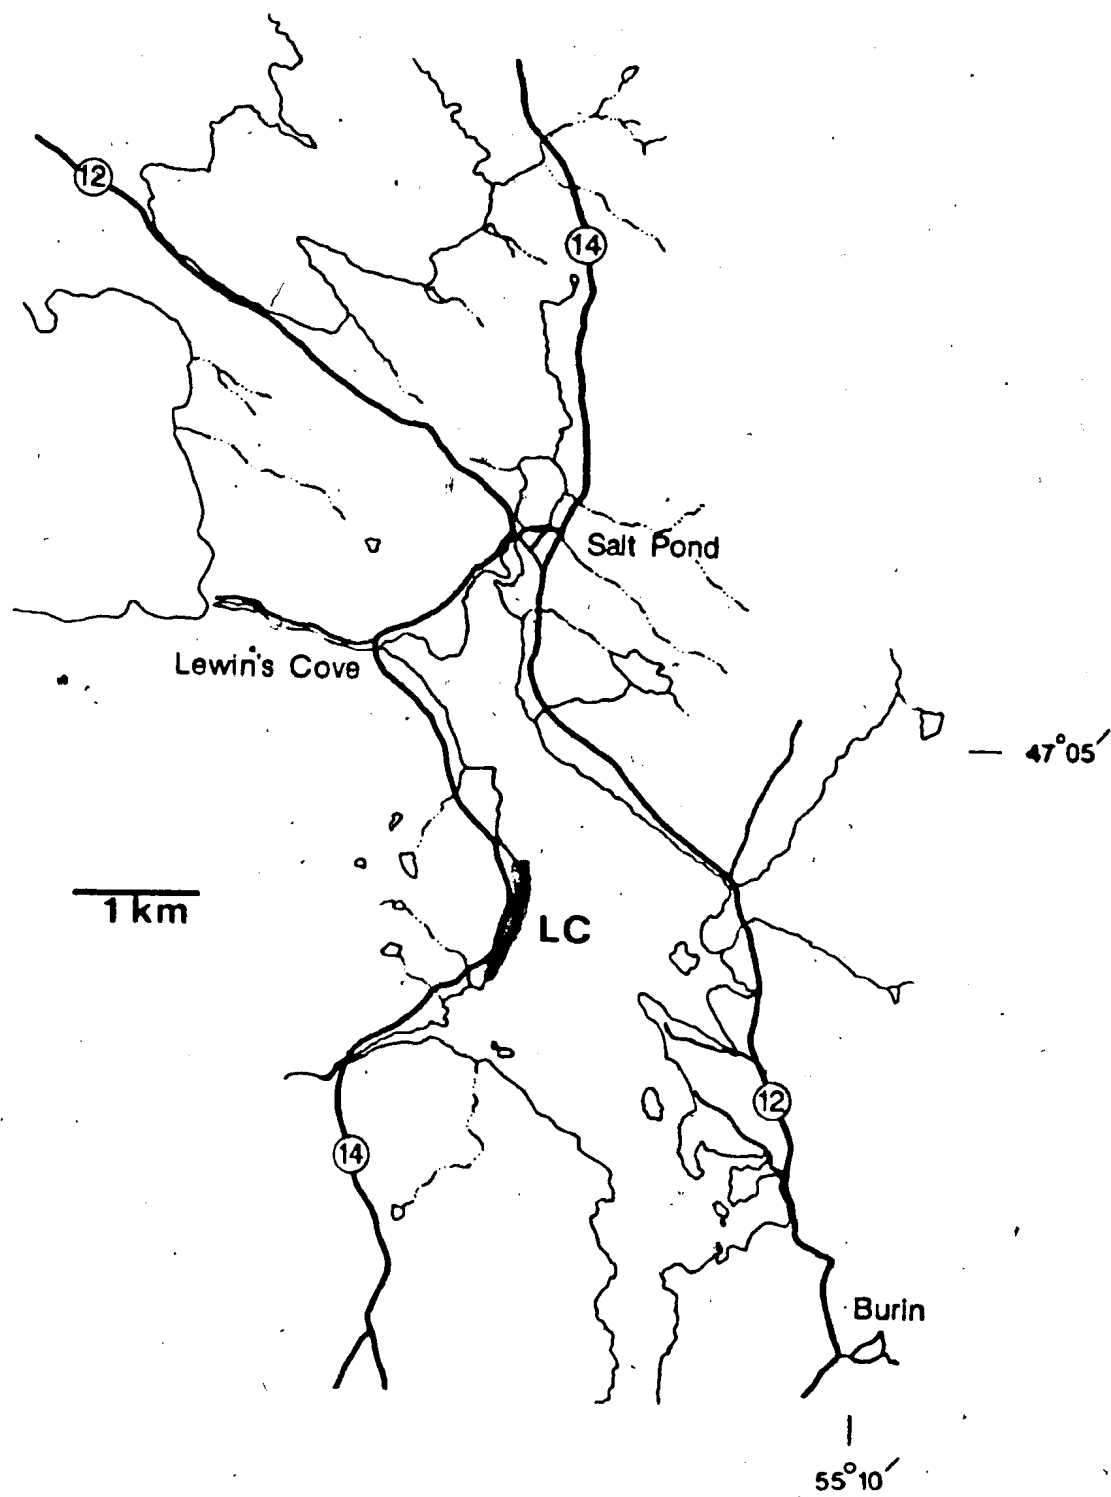 12
14
Salt Pond
Lewin's Cove
47°05′
1 km
LC
12
14
Burin
55°10′